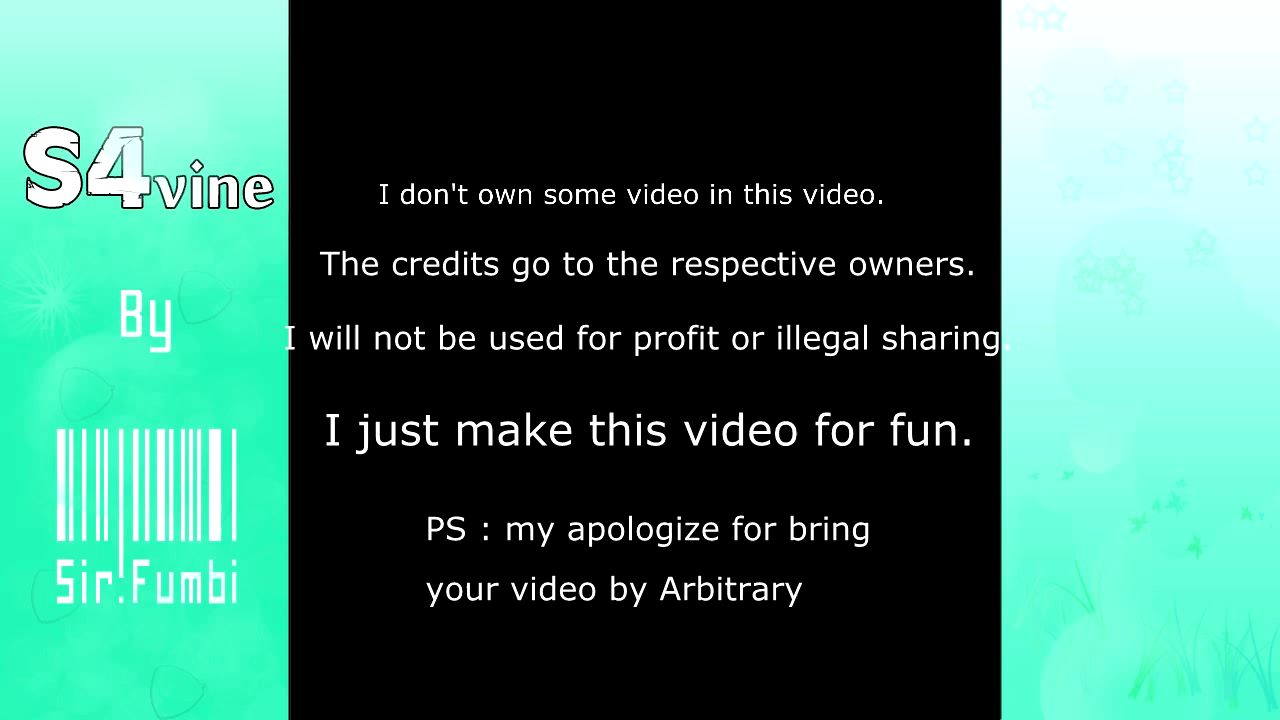 S4vine
By
Sir.Fumbi
I don't own some video in this video.
The credits go to the respective owners.
I will not be used for profit or illegal sharing.
I just make this video for fun.
PS : my apologize for bring
your video by Arbitrary